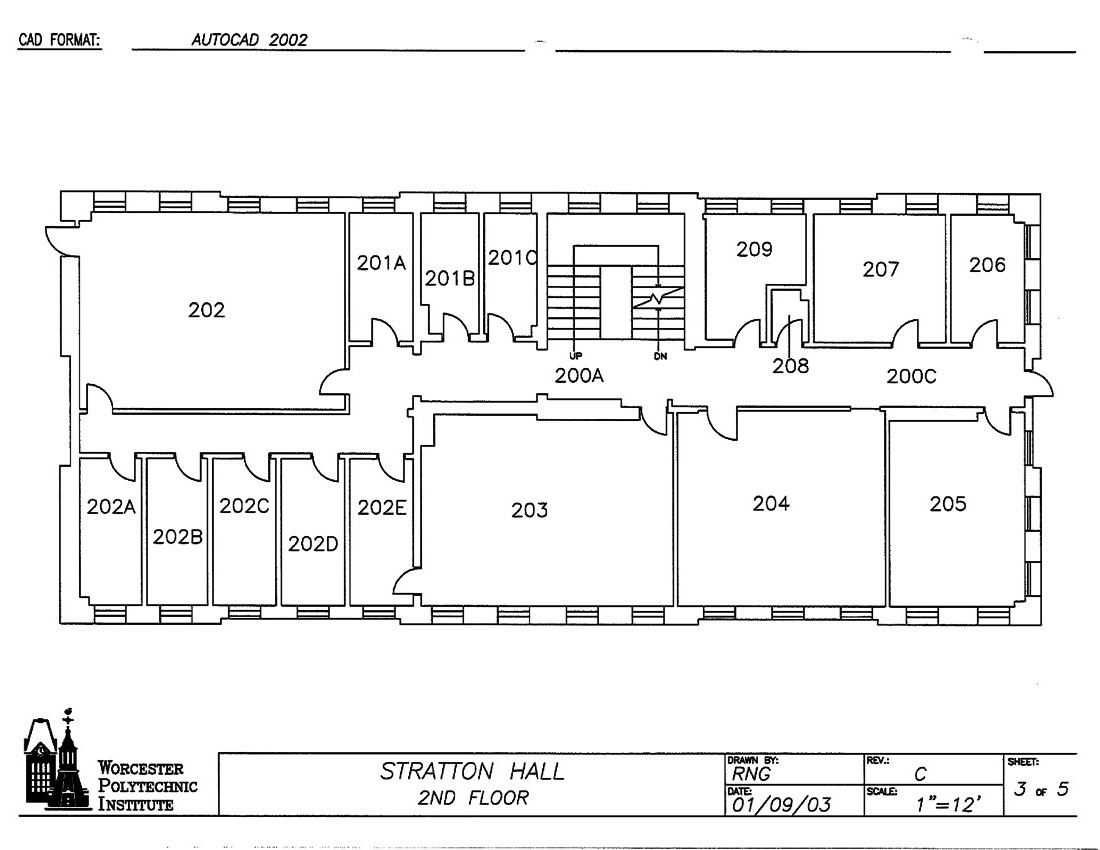 CAD FORMAT: AUTOCAD 2002
209
201A
201C
206
207
201B
202
UP
DN
208
200A
200C
202A
202C
202E
203
204
205
202B
202D
WORCESTER
POLYTECHNIC
INSTITUTE
STRATTON HALL
2ND FLOOR
DRAWN BY:
RNG
DATE:
01/09/03
REV.:
C
SCALE:
1"=12'
SHEET:
3 OF 5